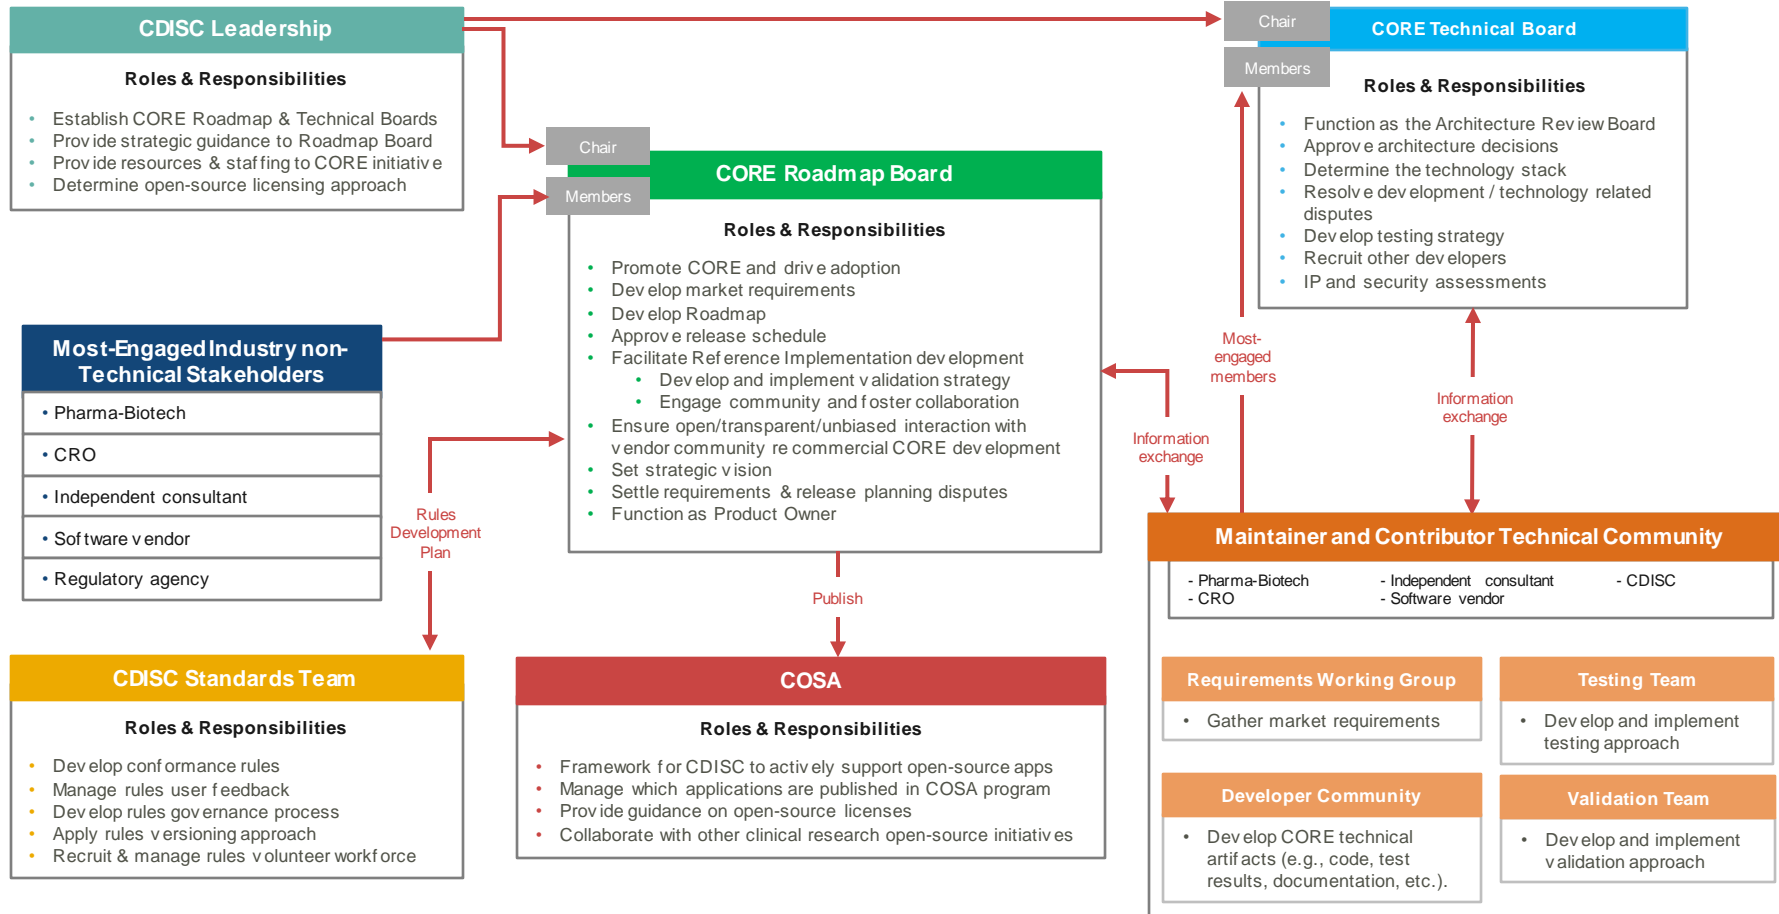 CDISC Leadership
Roles & Responsibilities
• Establish CORE Roadmap & Technical Boards
• Provide strategic guidance to Roadmap Board
• Provide resources & staffing to CORE initiative
• Determine open-source licensing approach
Chair
Members
CORE Technical Board
Roles & Responsibilities
• Function as the Architecture Review Board
• Approve architecture decisions
• Determine the technology stack
• Resolve development / technology related
disputes
• Develop testing strategy
• Recruit other developers
• IP and security assessments
Chair
Members
CORE Roadmap Board
Roles & Responsibilities
• Promote CORE and drive adoption
• Develop market requirements
• Develop Roadmap
• Approve release schedule
• Facilitate Reference Implementation development
• Develop and implement validation strategy
• Engage community and foster collaboration
• Ensure open/transparent/unbiased interaction with
vendor community re commercial CORE development
• Set strategic vision
• Settle requirements & release planning disputes
• Function as Product Owner
Most-Engaged Industry non-
Technical Stakeholders
• Pharma-Biotech
• CRO
• Independent consultant
• Software vendor
• Regulatory agency
Rules
Development
Plan
Publish
Information
exchange
Most-
engaged
members
Information
exchange
Maintainer and Contributor Technical Community
- Pharma-Biotech
- CRO
- Independent consultant
- Software vendor
- CDISC
CDISC Standards Team
Roles & Responsibilities
• Develop conformance rules
• Manage rules user feedback
• Develop rules governance process
• Apply rules versioning approach
• Recruit & manage rules volunteer workforce
COSA
Roles & Responsibilities
• Framework for CDISC to actively support open-source apps
• Manage which applications are published in COSA program
• Provide guidance on open-source licenses
• Collaborate with other clinical research open-source initiatives
Requirements Working Group
• Gather market requirements
Testing Team
• Develop and implement
testing approach
Developer Community
• Develop CORE technical
artifacts (e.g., code, test
results, documentation, etc.).
Validation Team
• Develop and implement
validation approach